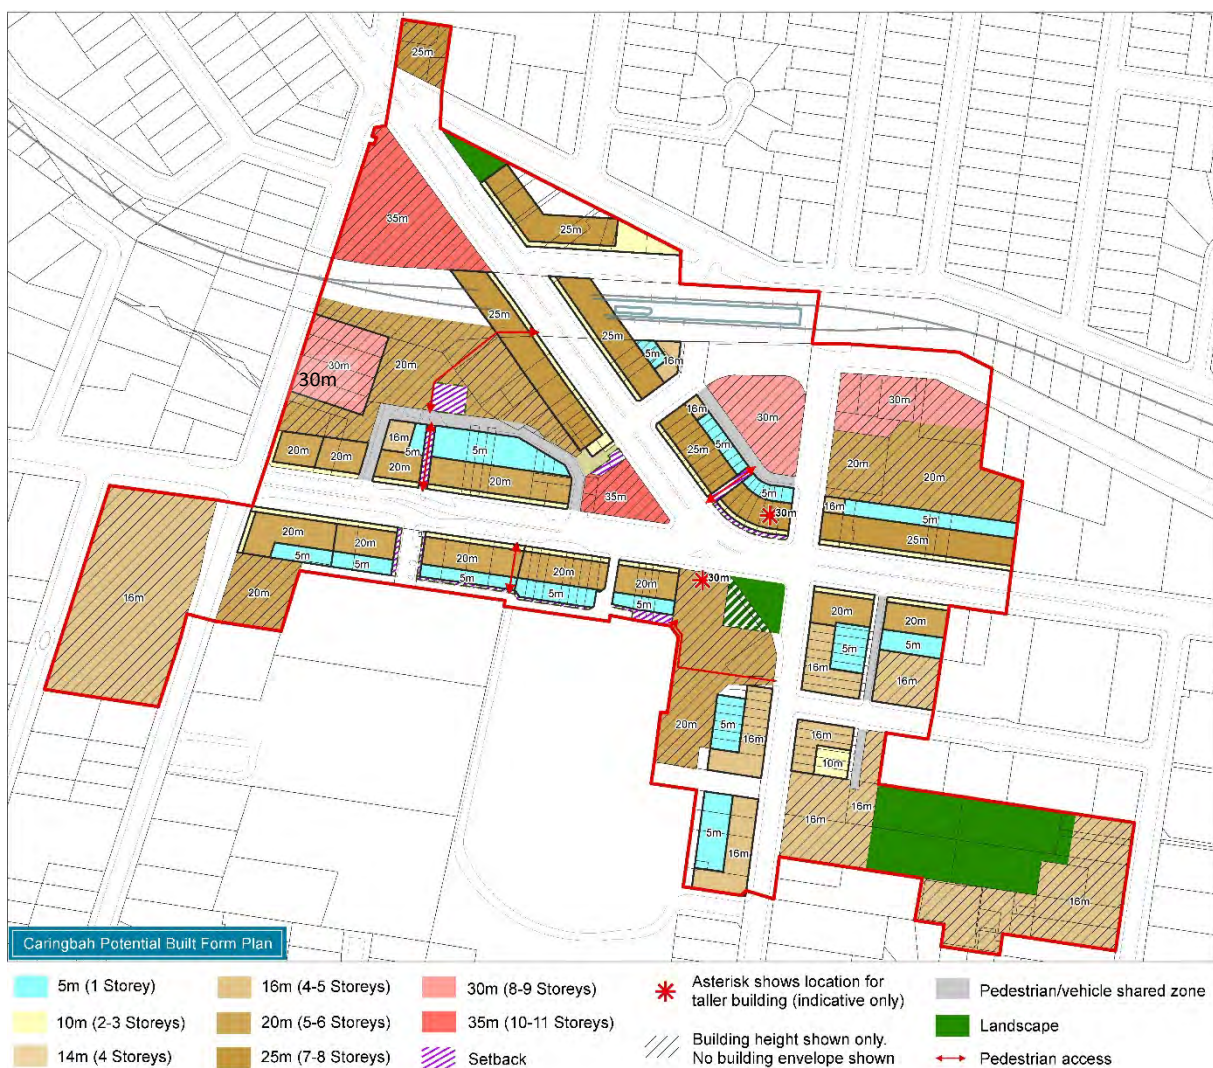 25m
35m
25m
25m
25m
5m
16m
30m
30m
20m
30m
16m
5m
30m
25m
20m
20m
20m
20m
16m
5m
5m
20m
20m
35m
5m
30m
16m
5m
25m
16m
20m
20m
5m
5m
20m
20m
5m
5m
20m
5m
30m
20m
20m
20m
5m
5m
16m
16m
20m
5m
16m
16m
10m
16m
16m
5m
16m
16m
Caringbah Potential Built Form Plan
5m (1 Storey)
10m (2-3 Storeys)
14m (4 Storeys)
16m (4-5 Storeys)
20m (5-6 Storeys)
25m (7-8 Storeys)
30m (8-9 Storeys)
35m (10-11 Storeys)
Setback
Asterisk shows location for
taller building (indicative only)
Building height shown only.
No building envelope shown
Pedestrian/vehicle shared zone
Landscape
Pedestrian access